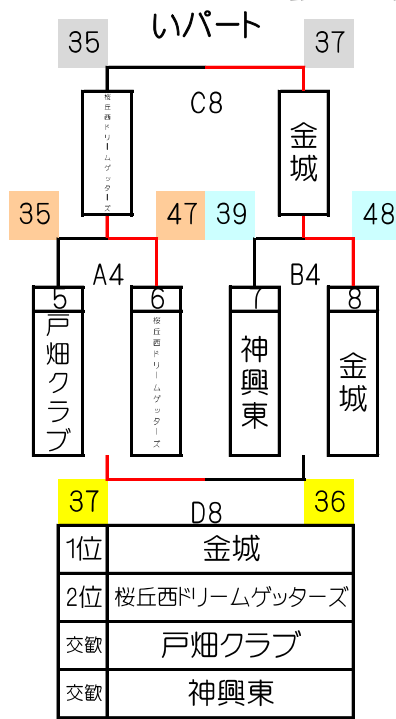 いパート
35
37
C8
桜丘西ドリームゲッターズ
金城
35
47
39
48
A4
B4
5
6
7
8
戸畑クラブ
桜丘西ドリームゲッターズ
神興東
金城
37
36
D8
1位 金城
2位 桜丘西ドリームゲッターズ
交歓 戸畑クラブ
交歓 神興東